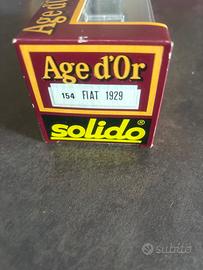 Age d'Or
154 FIAT 1929
solido®
subito